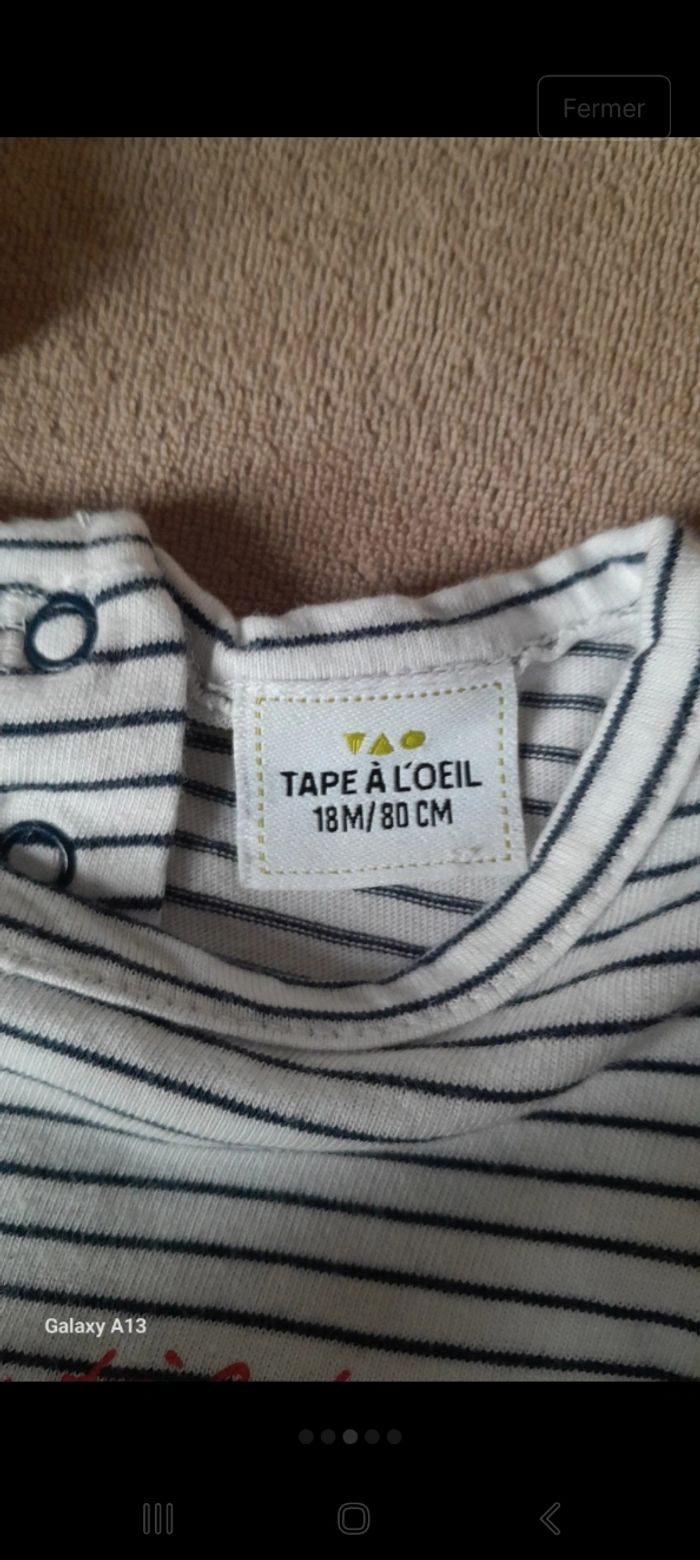 Fermer
TAO
TAPE À L'OEIL
18M/80 CM
Galaxy A13